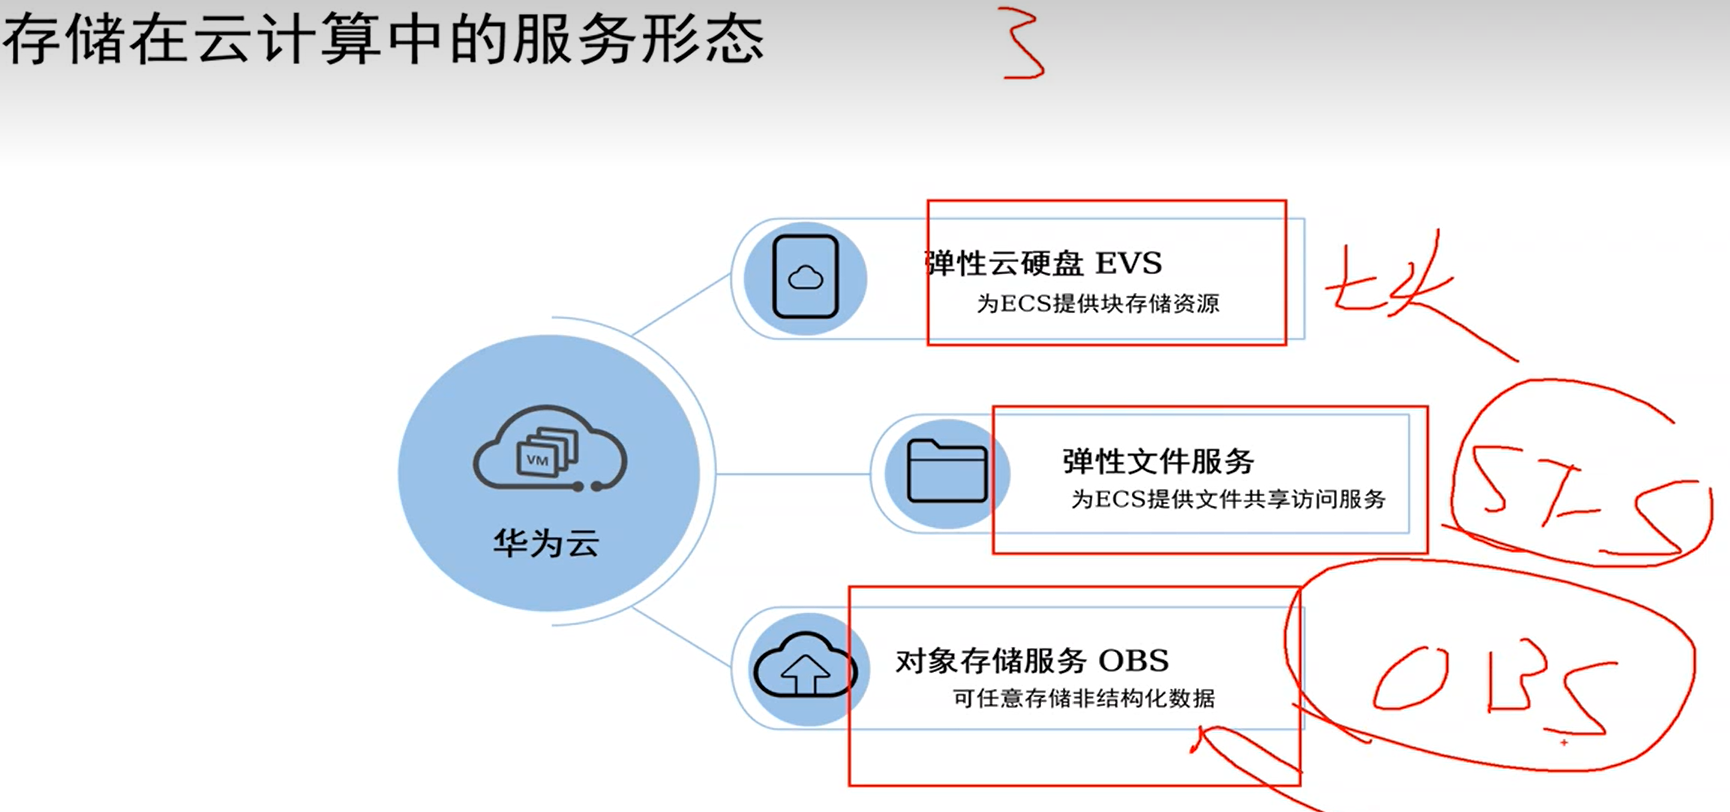 存储在云计算中的服务形态
3
弹性云硬盘 EVS
为ECS提供块存储资源
块
VM
华为云
弹性文件服务
为ECS提供文件共享访问服务
SFS
对象存储服务 OBS
可任意存储非结构化数据
OBS